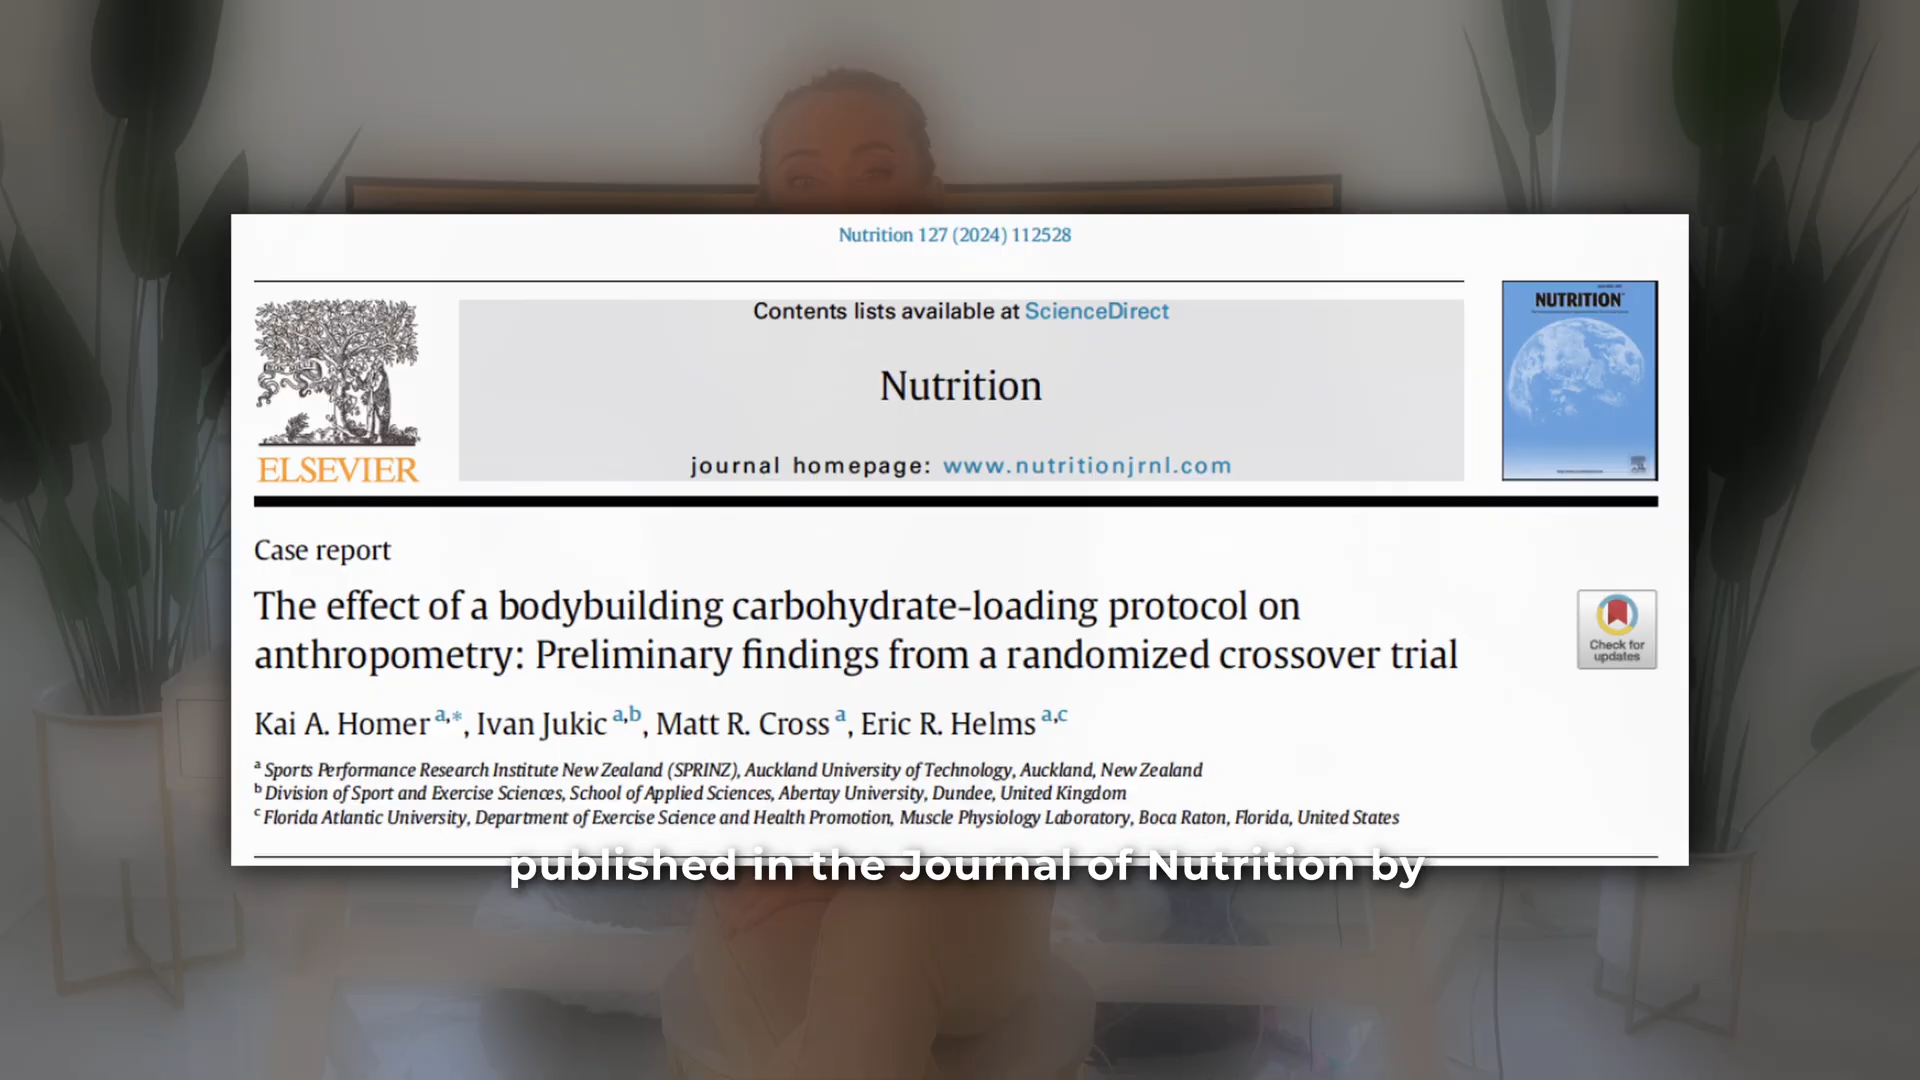 Nutrition 127 (2024) 112528
Contents lists available at ScienceDirect
NUTRITION
Nutrition
journal homepage: www.nutritionjrnl.com
ELSEVIER
Case report
The effect of a bodybuilding carbohydrate-loading protocol on
anthropometry: Preliminary findings from a randomized crossover trial
Check for
updates
Kai A. Homer a,*, Ivan Jukic a,b, Matt R. Cross a, Eric R. Helms a,c
a Sports Performance Research Institute New Zealand (SPRINZ), Auckland University of Technology, Auckland, New Zealand
b Division of Sport and Exercise Sciences, School of Applied Sciences, Abertay University, Dundee, United Kingdom
c Florida Atlantic University, Department of Exercise Science and Health Promotion, Muscle Physiology Laboratory, Boca Raton, Florida, United States
published in the Journal of Nutrition by